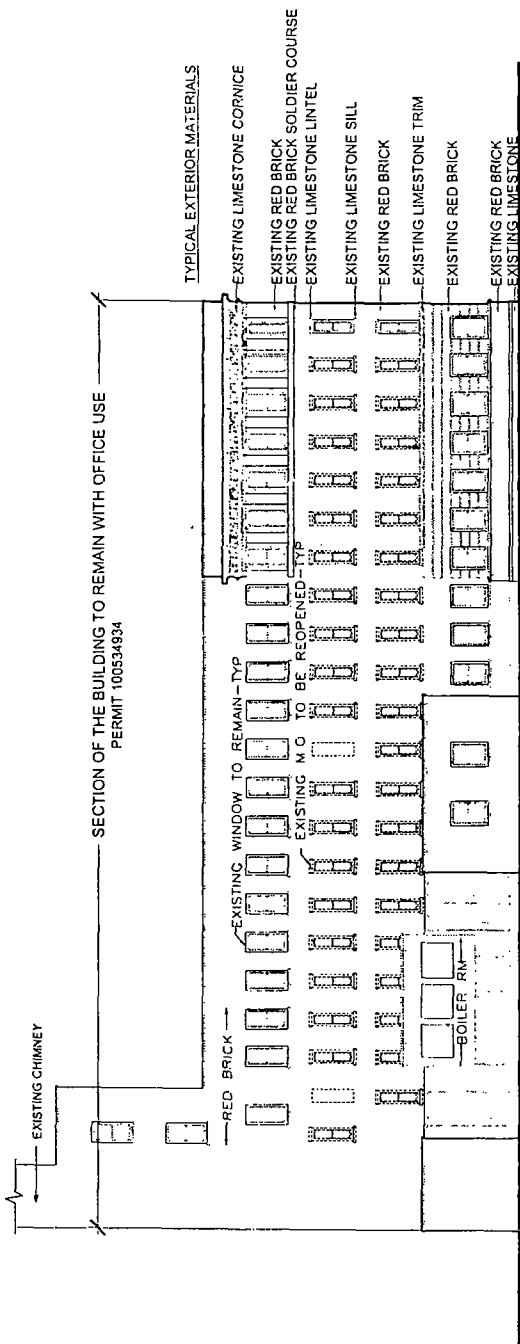 EXISTING CHIMNEY
SECTION OF THE BUILDING TO REMAIN WITH OFFICE USE
PERMIT 100534934
TYPICAL EXTERIOR MATERIALS
EXISTING LIMESTONE CORNICE
EXISTING RED BRICK
EXISTING RED BRICK SOLDIER COURSE
EXISTING LIMESTONE LINTEL
EXISTING LIMESTONE SILL
EXISTING RED BRICK
EXISTING LIMESTONE TRIM
EXISTING RED BRICK
EXISTING RED BRICK
EXISTING LIMESTONE
RED BRICK
EXISTING WINDOW TO REMAIN-TYP
EXISTING M O TO BE REOPENED-TYP
BOILER RM